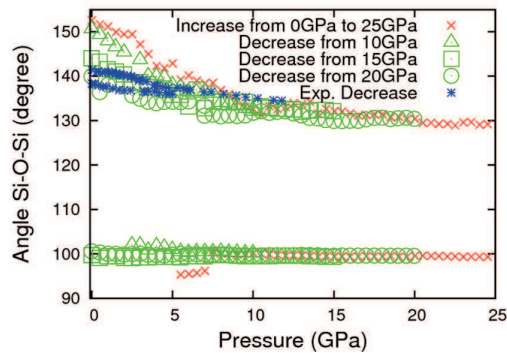 150
140
130
120
110
100
90
Angle Si-O-Si (degree)
Increase from 0GPa to 25GPa
Decrease from 10GPa
Decrease from 15GPa
Decrease from 20GPa
Exp. Decrease
0 5 10 15 20 25
Pressure (GPa)